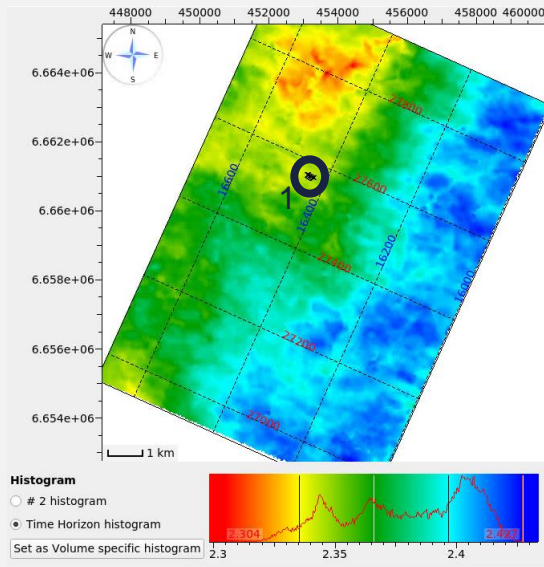 448000 450000 452000 454000 456000 458000 460000
N
W E
S
6.664e+06
27800
6.662e+06
27600
16600
6.66e+06
1
16400
27400
16200
6.658e+06
16000
27200
6.656e+06
6.654e+06
27000
1 km
Histogram
# 2 histogram
Time Horizon histogram
Set as Volume specific histogram
2.304 2.427
2.3 2.35 2.4